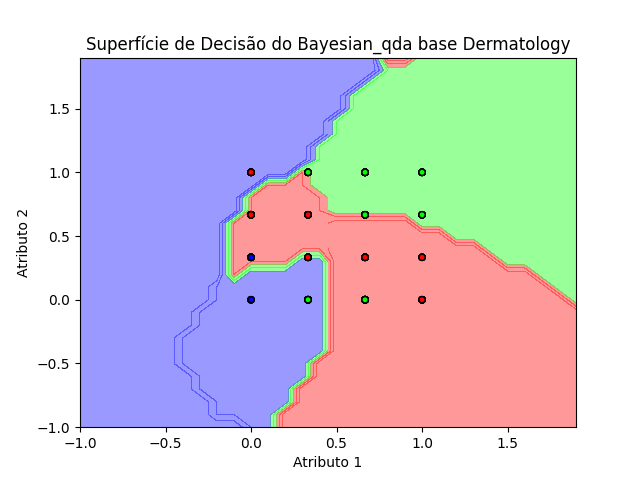 Superfície de Decisão do Bayesian_qda base Dermatology
1.5
1.0
0.5
0.0
−0.5
−1.0
Atributo 2
−1.0 −0.5 0.0 0.5 1.0 1.5
Atributo 1